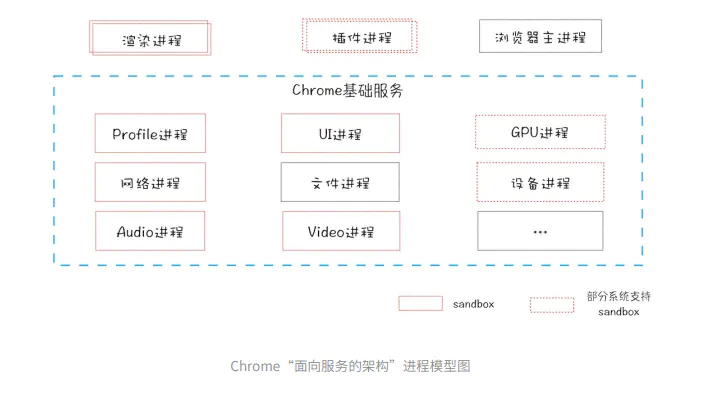 渲染进程
插件进程
浏览器主进程
Chrome基础服务
Profile进程
UI进程
GPU进程
网络进程
文件进程
设备进程
Audio进程
Video进程
...
sandbox
部分系统支持
sandbox
Chrome“面向服务的架构”进程模型图